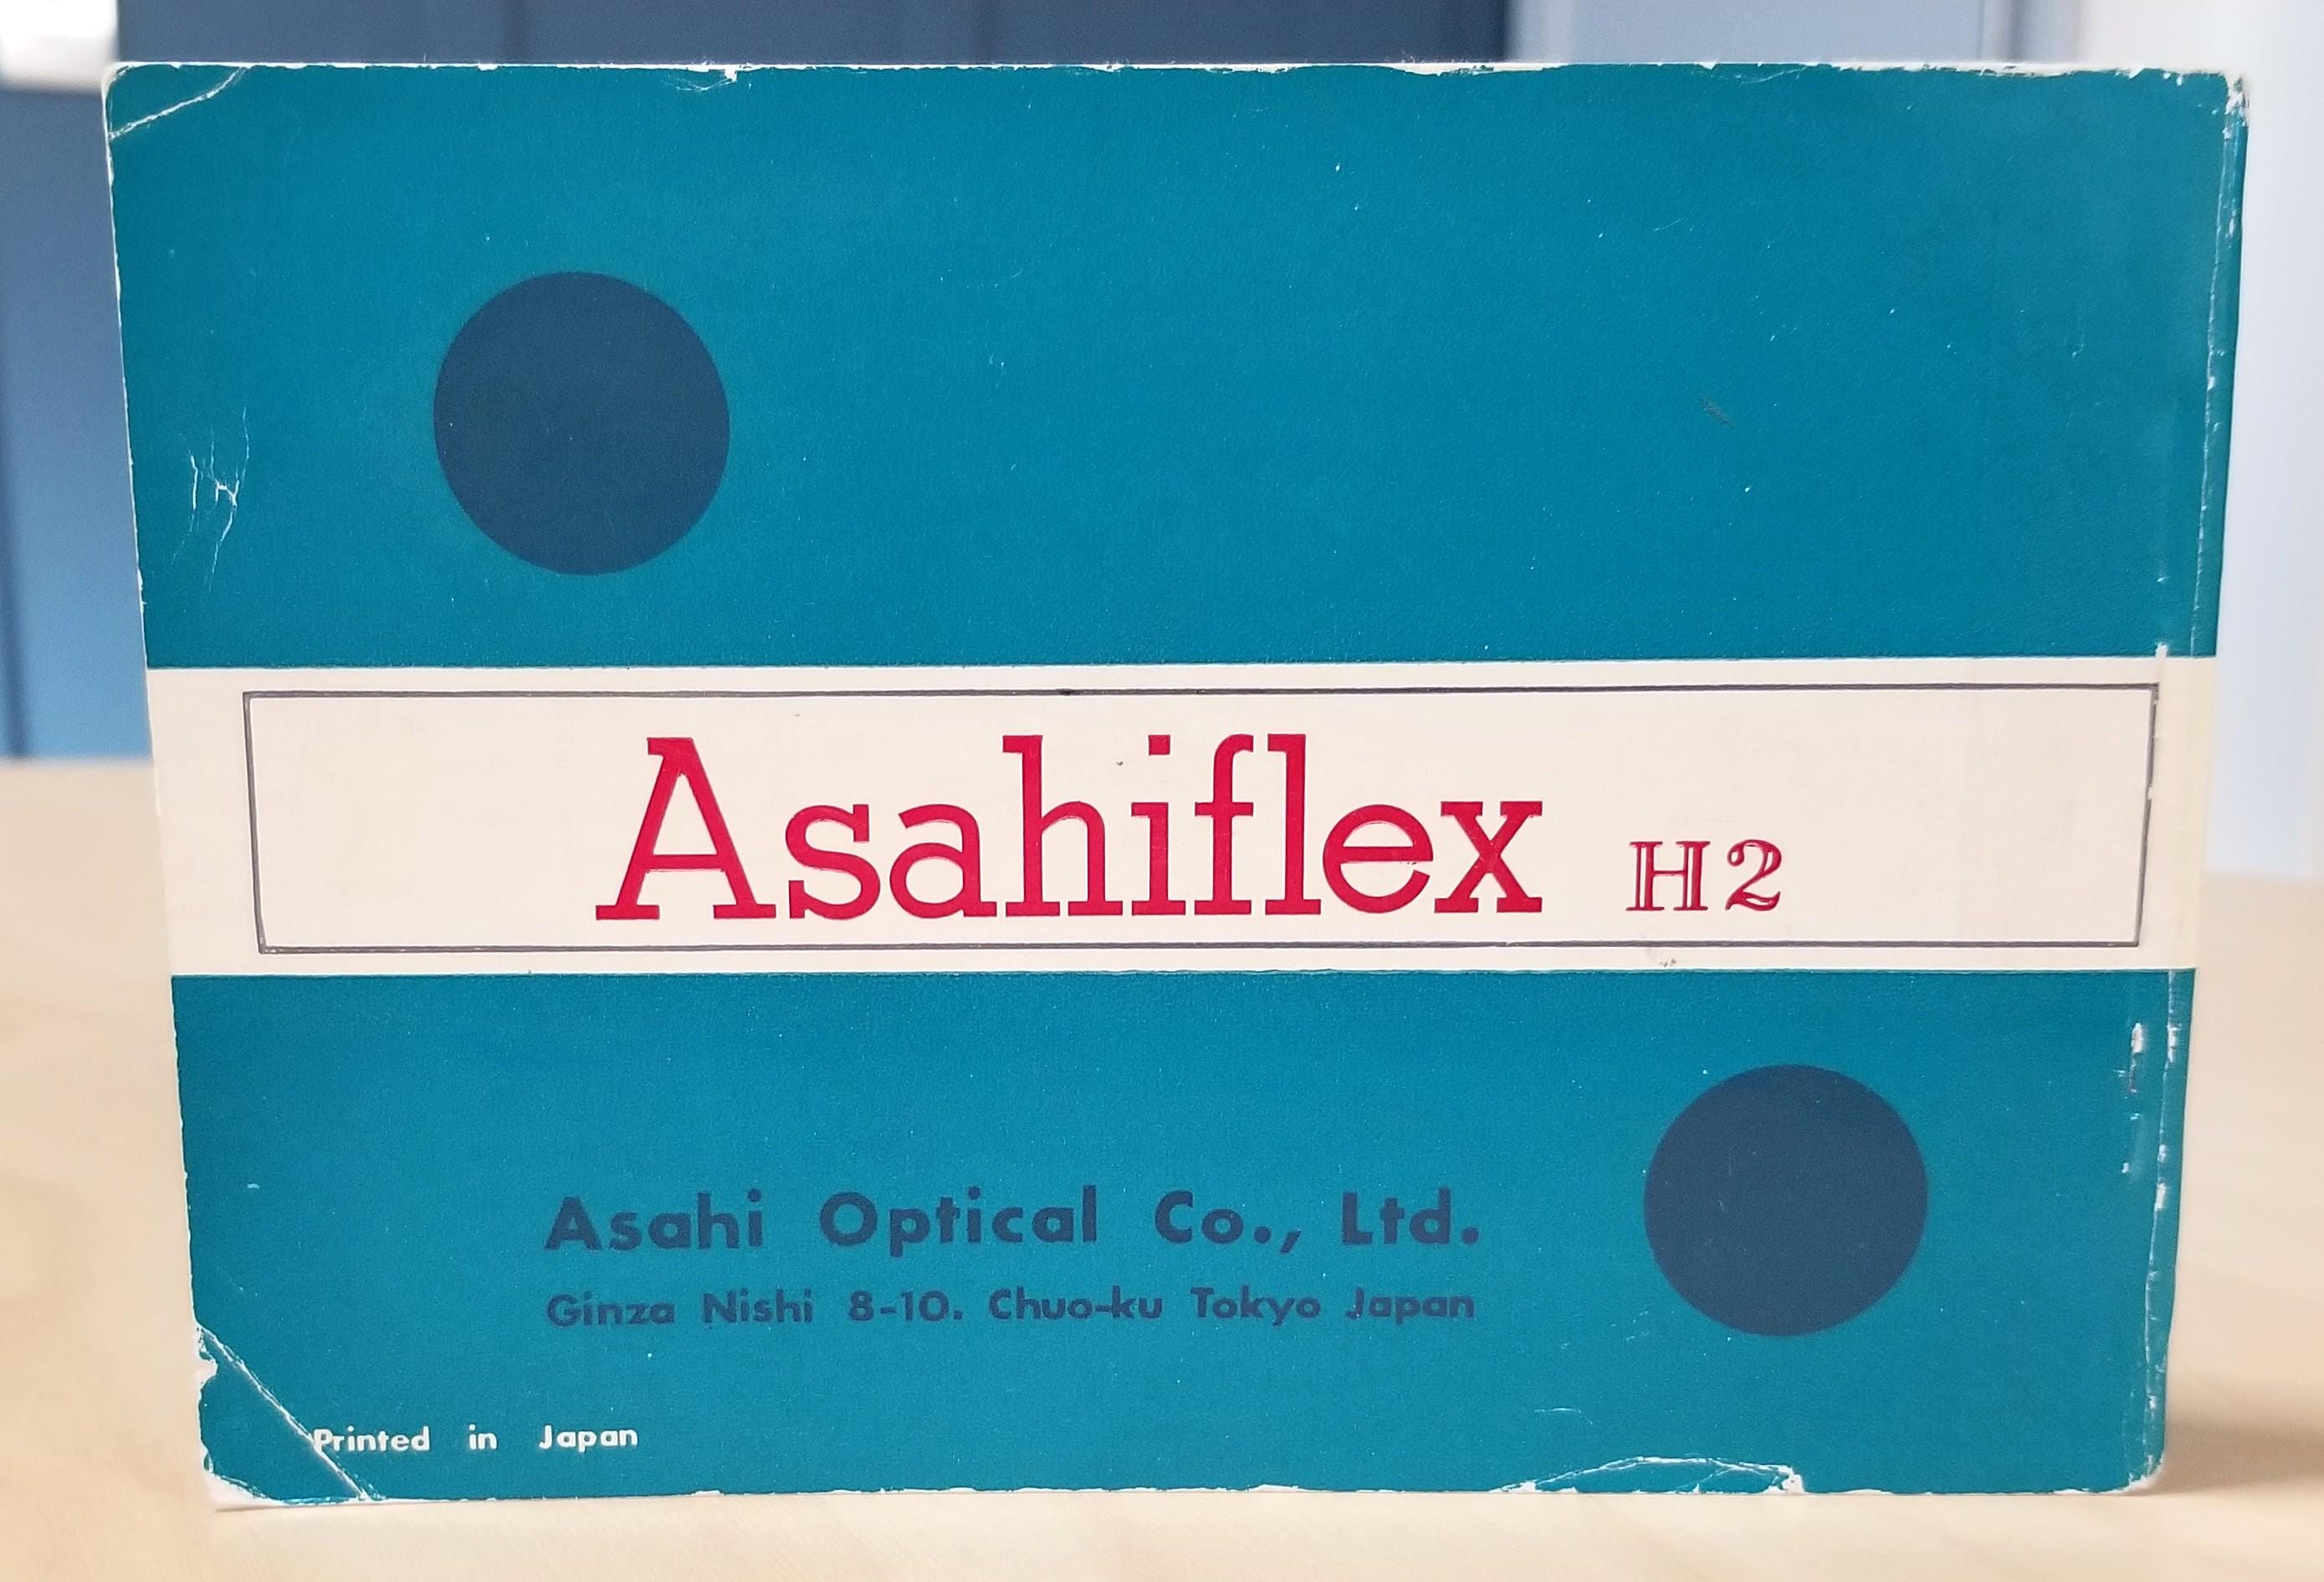 Asahiflex H2
Asahi Optical Co., Ltd.
Ginza Nishi 8-10. Chuo-ku Tokyo Japan
Printed in Japan